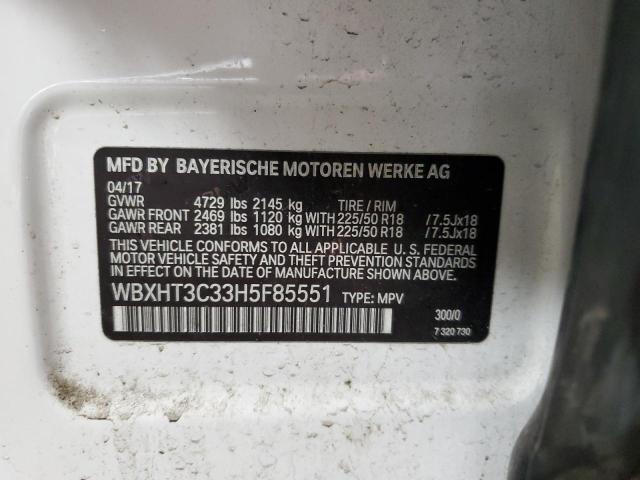 MFD BY BAYERISCHE MOTOREN WERKE AG
04/17
GVWR 4729 lbs 2145 kg TIRE / RIM
GAWR FRONT 2469 lbs 1120 kg WITH 225/50 R18 /7.5Jx18
GAWR REAR 2381 lbs 1080 kg WITH 225/50 R18 /7.5Jx18
THIS VEHICLE CONFORMS TO ALL APPLICABLE U. S. FEDERAL
MOTOR VEHICLE SAFETY AND THEFT PREVENTION STANDARDS
IN EFFECT ON THE DATE OF MANUFACTURE SHOWN ABOVE.
WBXHT3C33H5F85551 TYPE: MPV
300/0
7 320 730